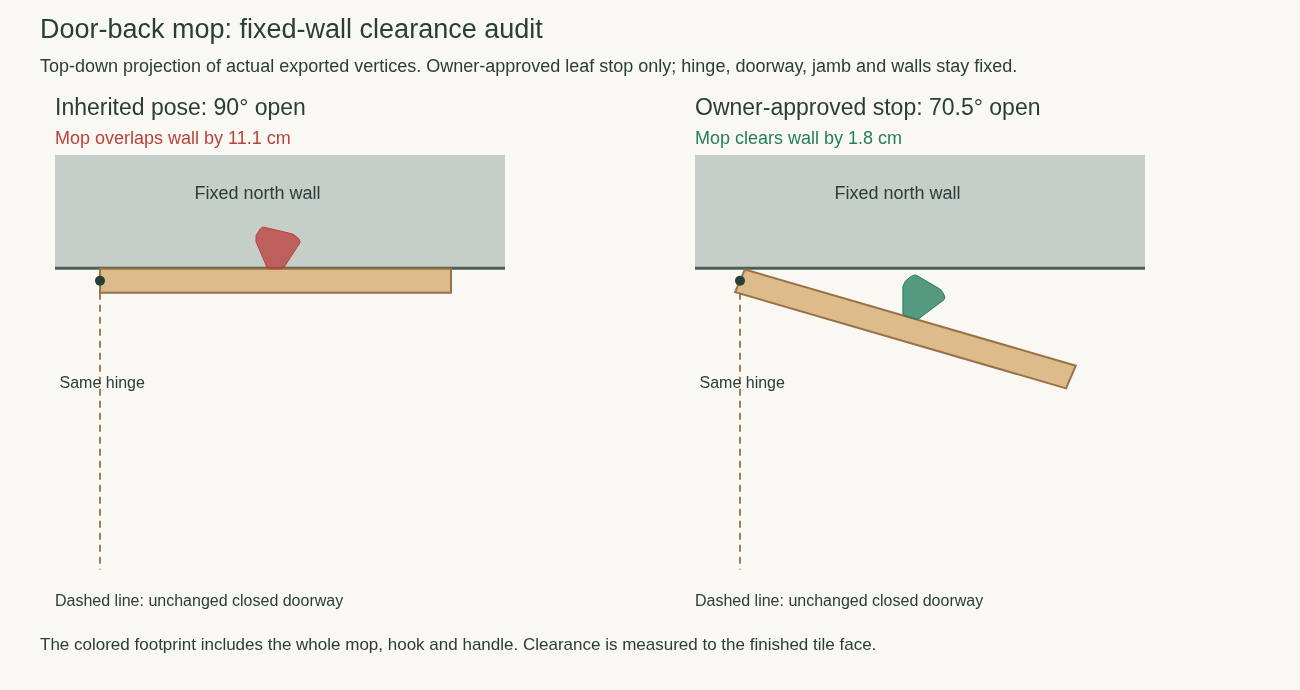 Door-back mop: fixed-wall clearance audit
Top-down projection of actual exported vertices. Owner-approved leaf stop only; hinge, doorway, jamb and walls stay fixed.
Inherited pose: 90° open
Mop overlaps wall by 11.1 cm
Fixed north wall
Same hinge
Dashed line: unchanged closed doorway
Owner-approved stop: 70.5° open
Mop clears wall by 1.8 cm
Fixed north wall
Same hinge
Dashed line: unchanged closed doorway
The colored footprint includes the whole mop, hook and handle. Clearance is measured to the finished tile face.